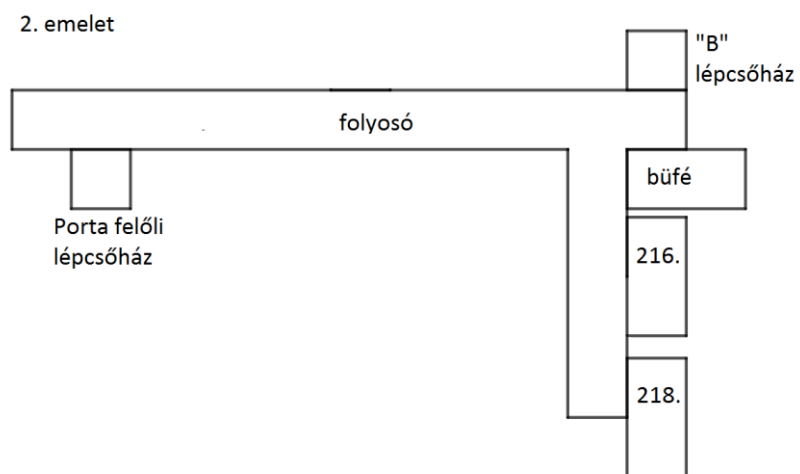 2. emelet
"B"
lépcsőház
folyosó
büfé
Porta felőli
lépcsőház
216.
218.